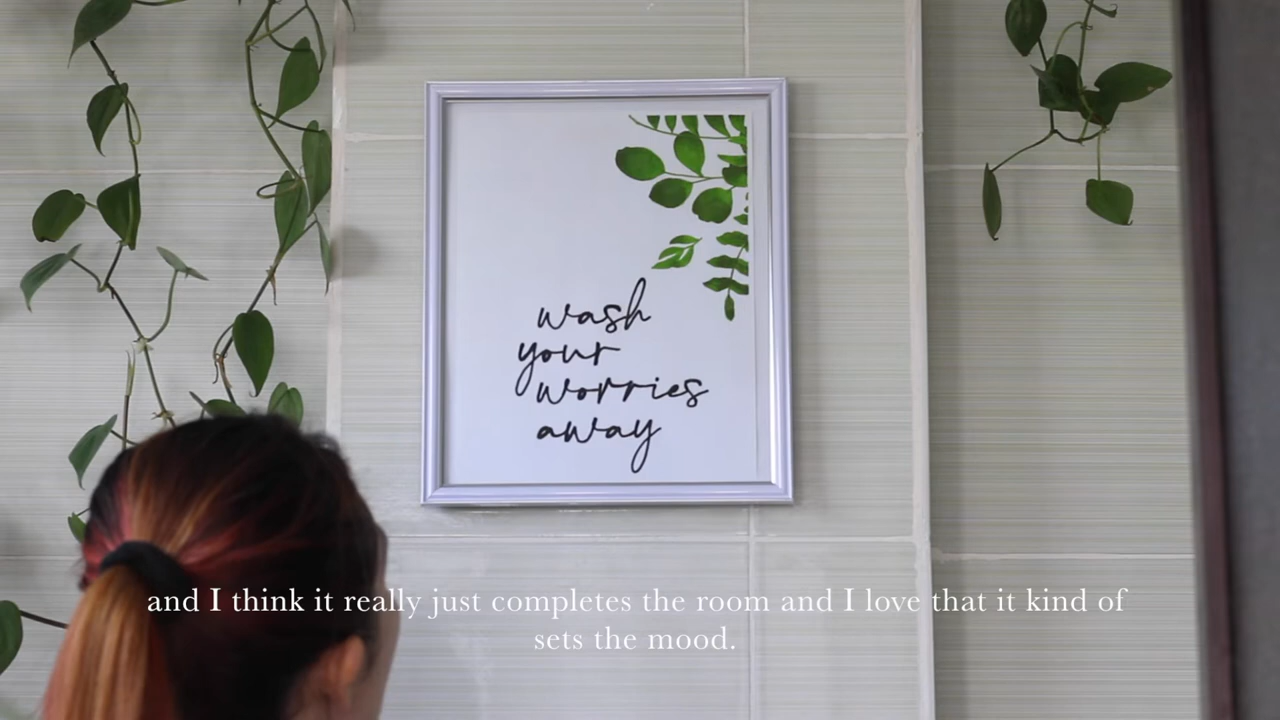 wash
your
worries
away
and I think it really just completes the room and I love that it kind of
sets the mood.